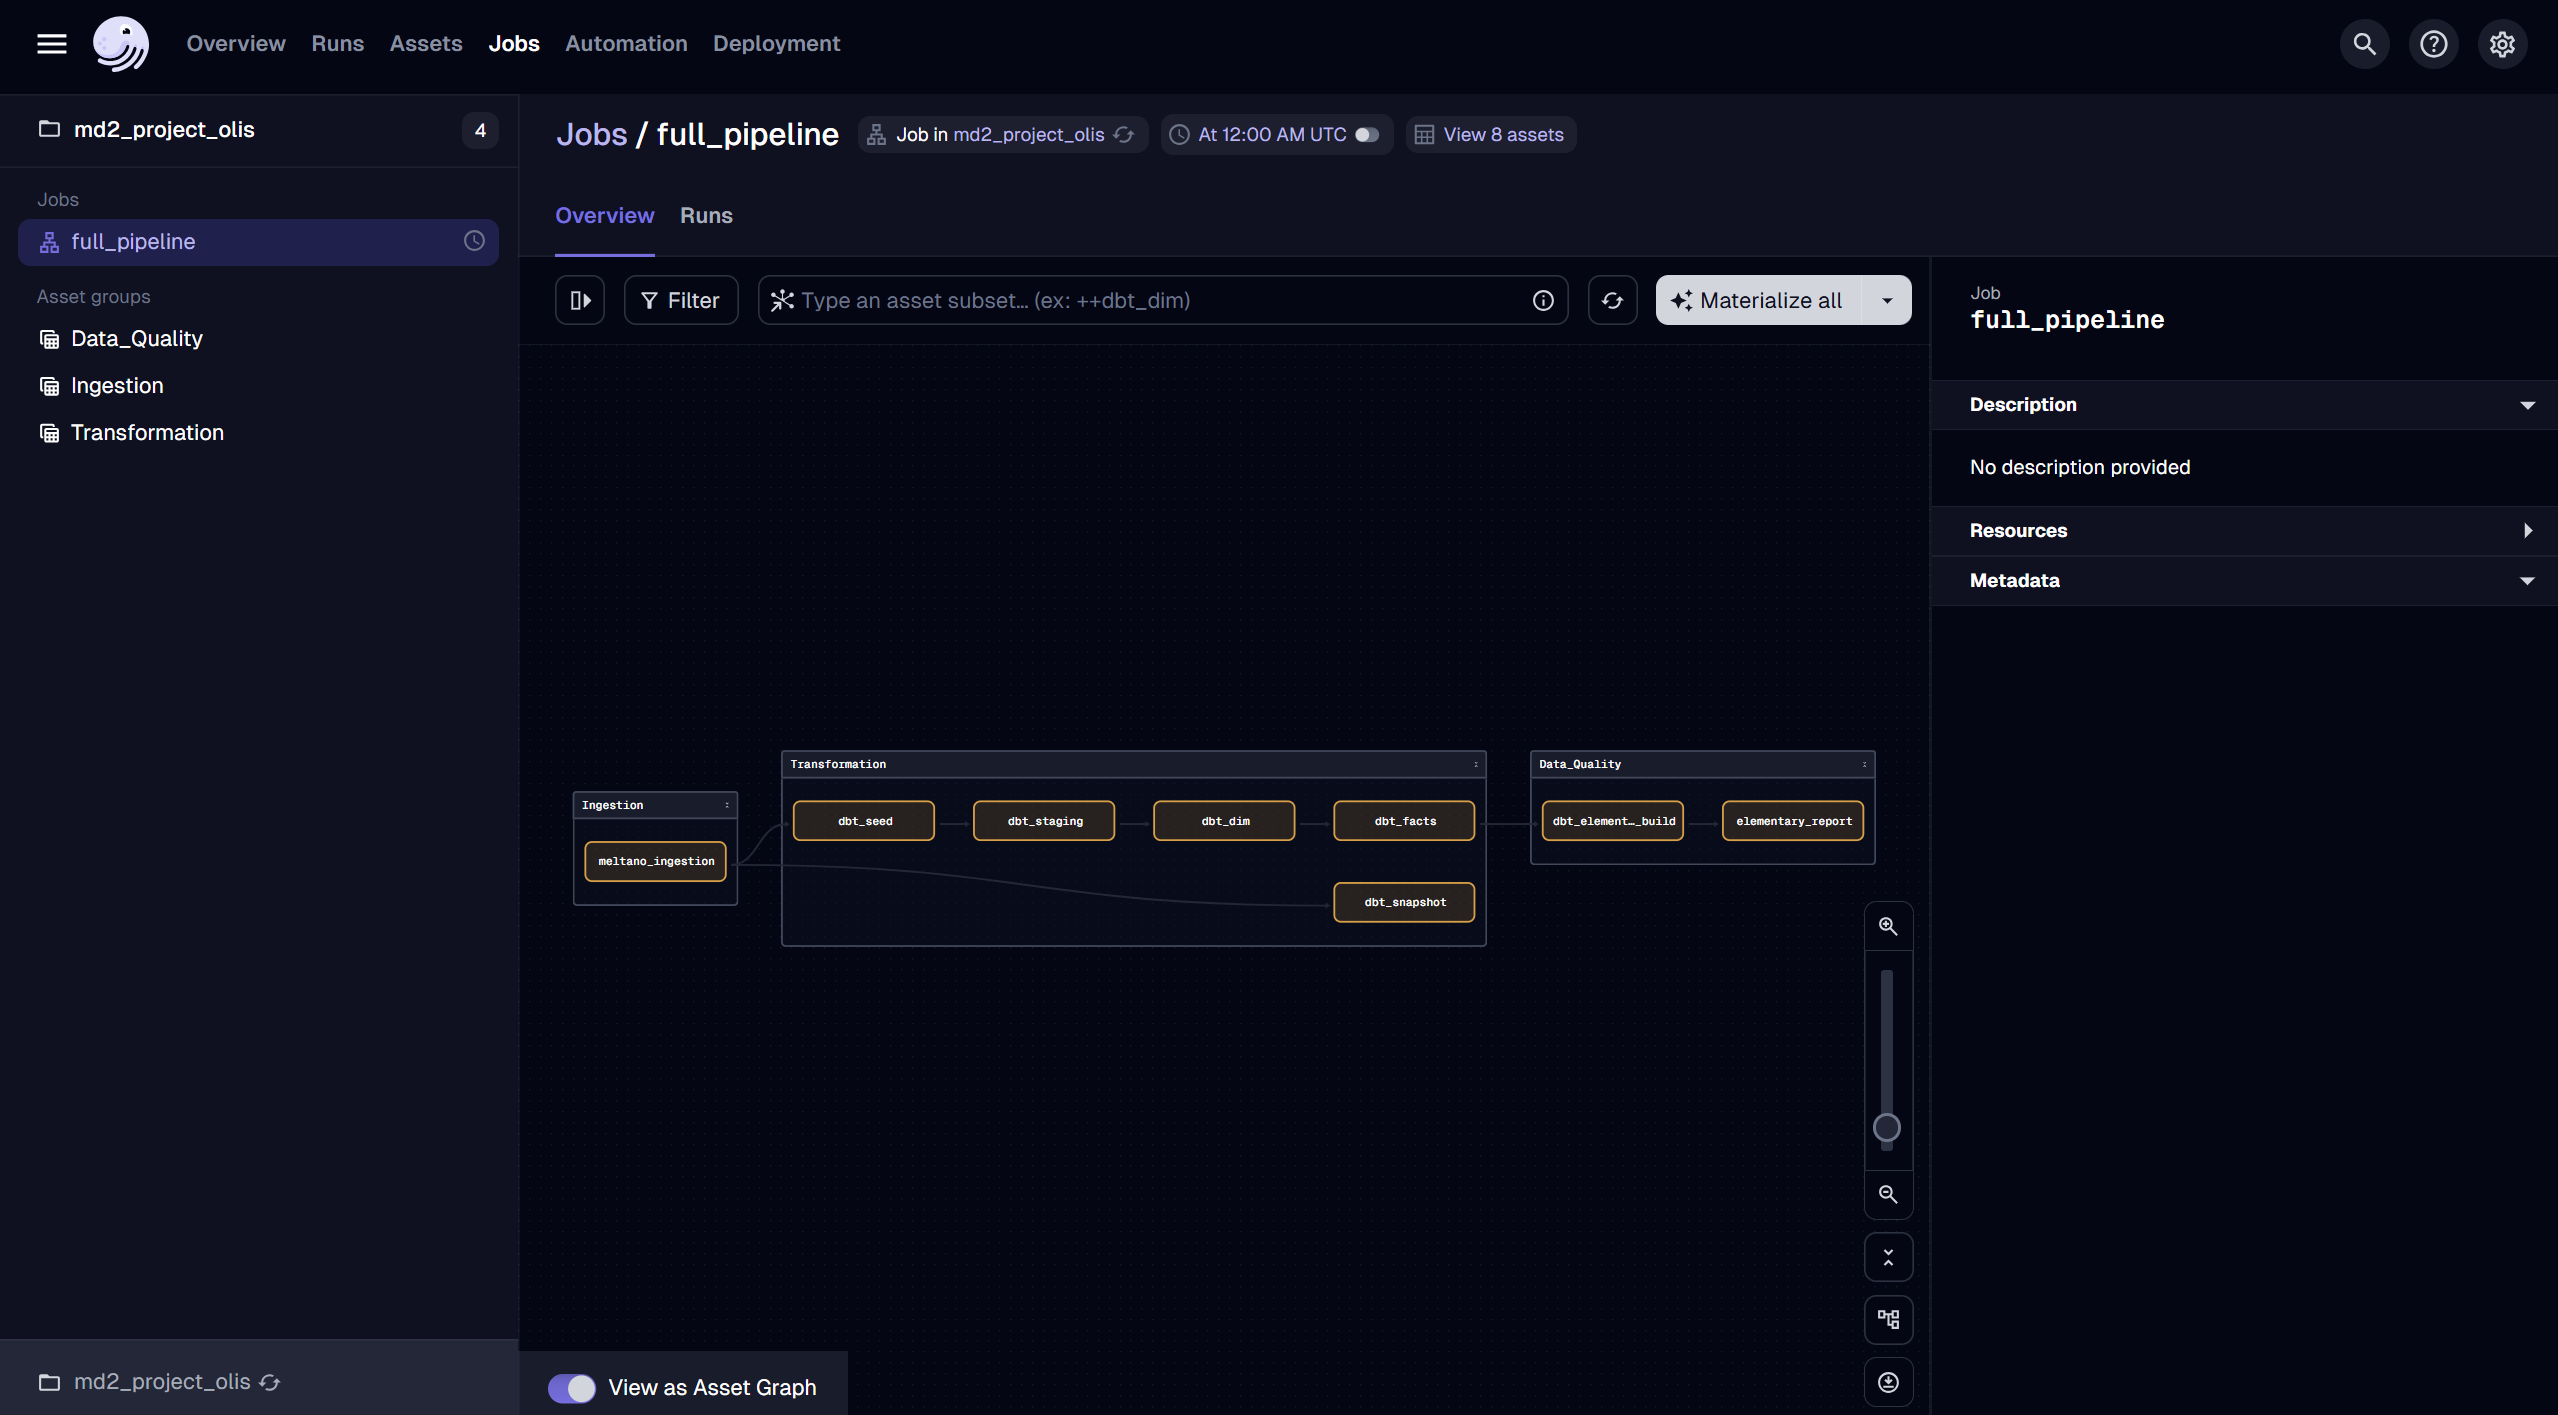 Overview Runs Assets Jobs Automation Deployment
md2_project_olis 4
Jobs
full_pipeline
Asset groups
Data_Quality
Ingestion
Transformation
md2_project_olis
Jobs / full_pipeline Job in md2_project_olis At 12:00 AM UTC View 8 assets
Overview Runs
Filter Type an asset subset... (ex: ++dbt_dim) Materialize all
Ingestion
meltano_ingestion
Transformation
dbt_seed dbt_staging dbt_dim dbt_facts
dbt_snapshot
Data_Quality
dbt_element…_build elementary_report
View as Asset Graph
Job
full_pipeline
Description
No description provided
Resources
Metadata